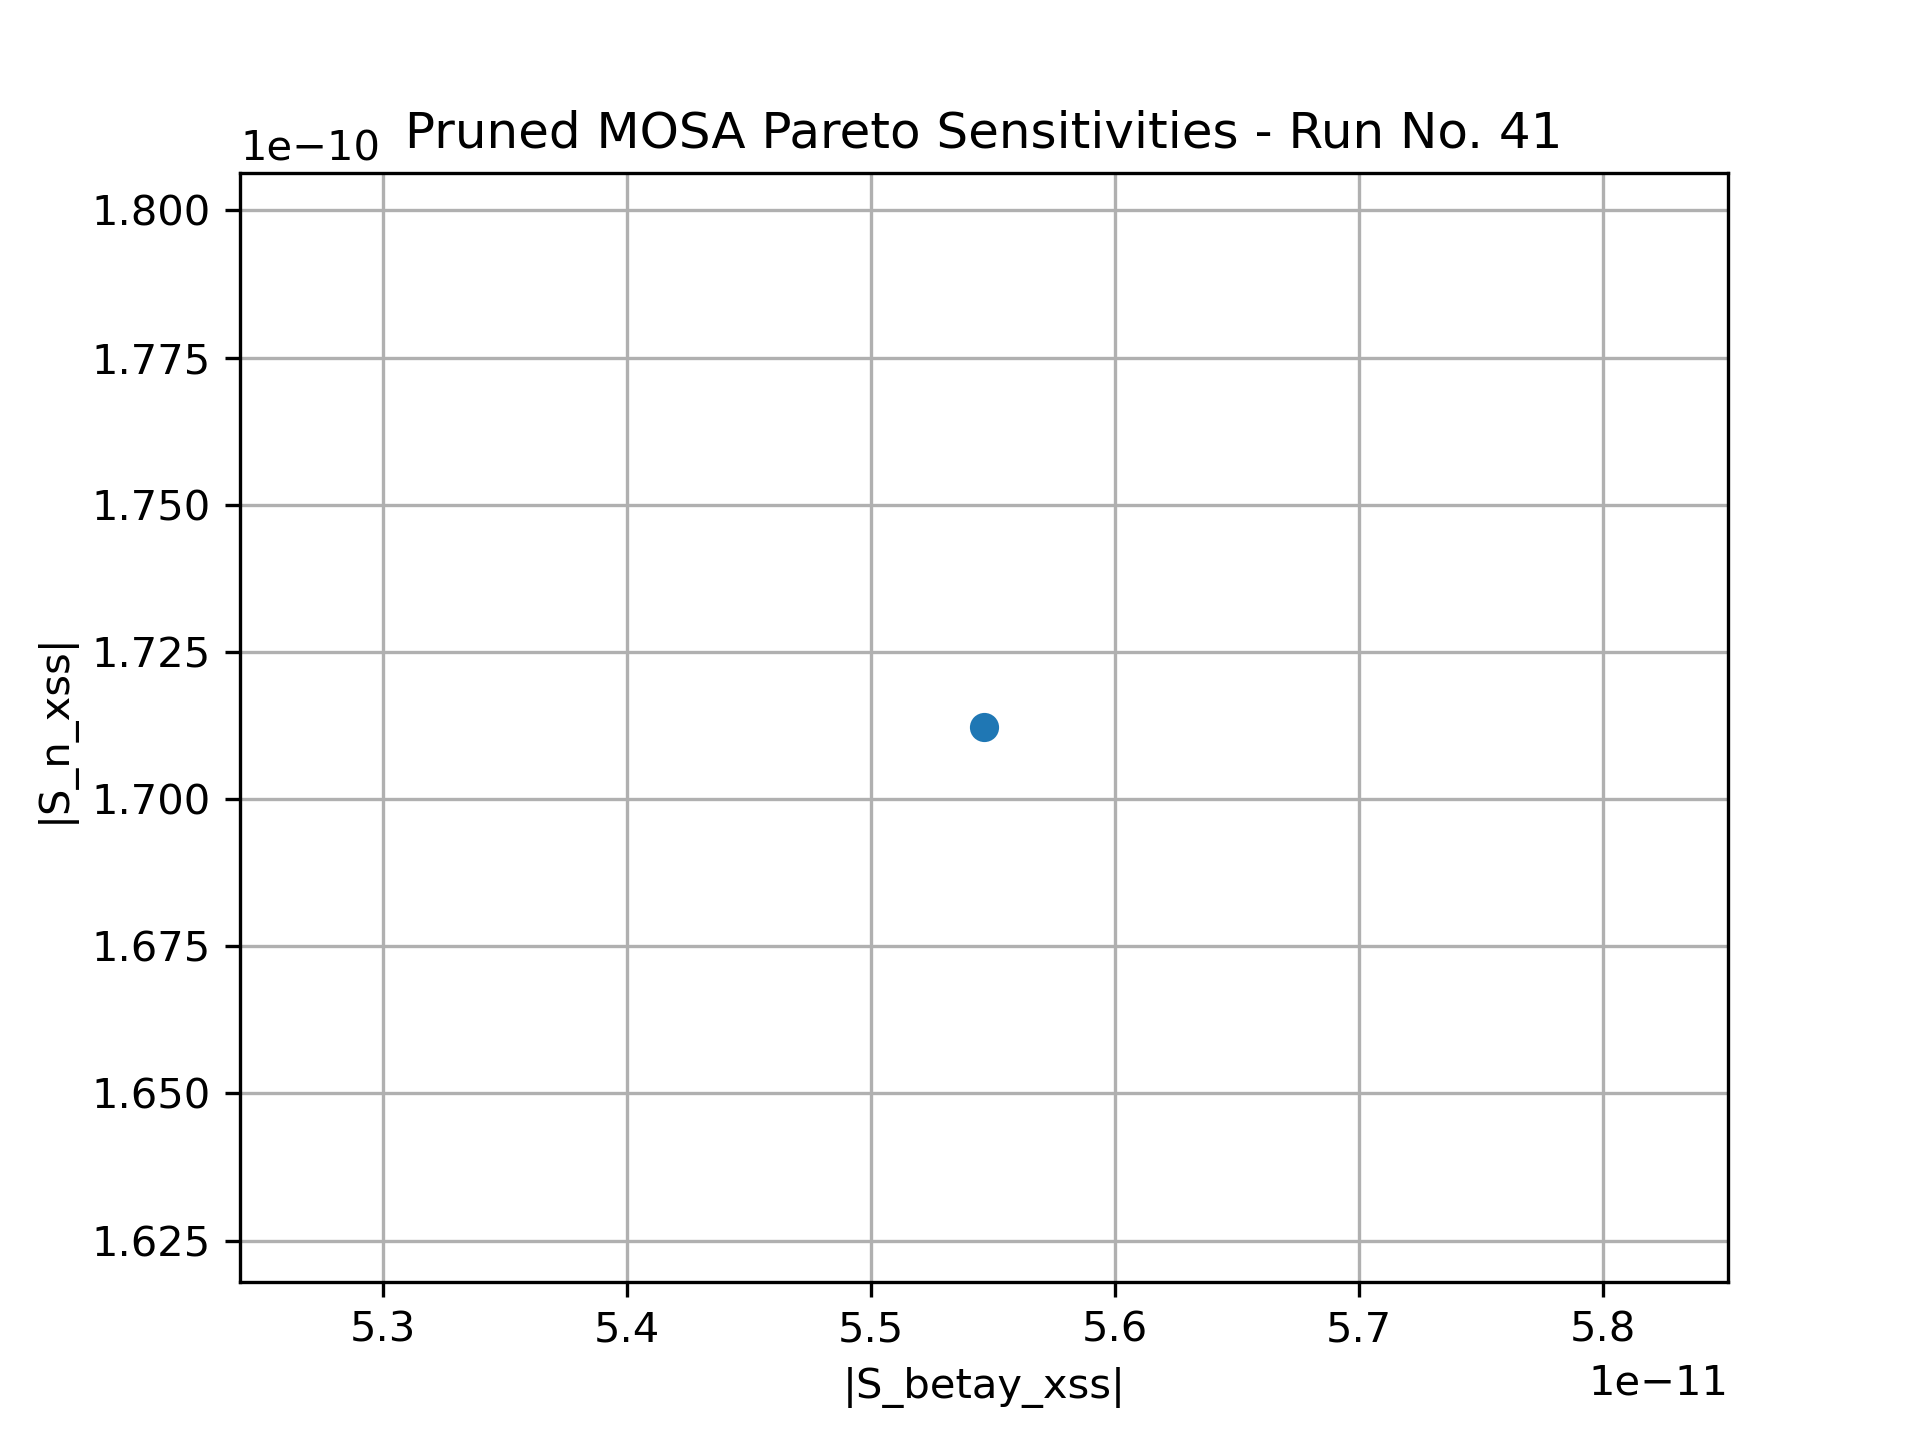 Pruned MOSA Pareto Sensitivities - Run No. 41
1e−10
1.800
1.775
1.750
1.725
1.700
1.675
1.650
1.625
|S_n_xss|
5.3 5.4 5.5 5.6 5.7 5.8
1e−11
|S_betay_xss|